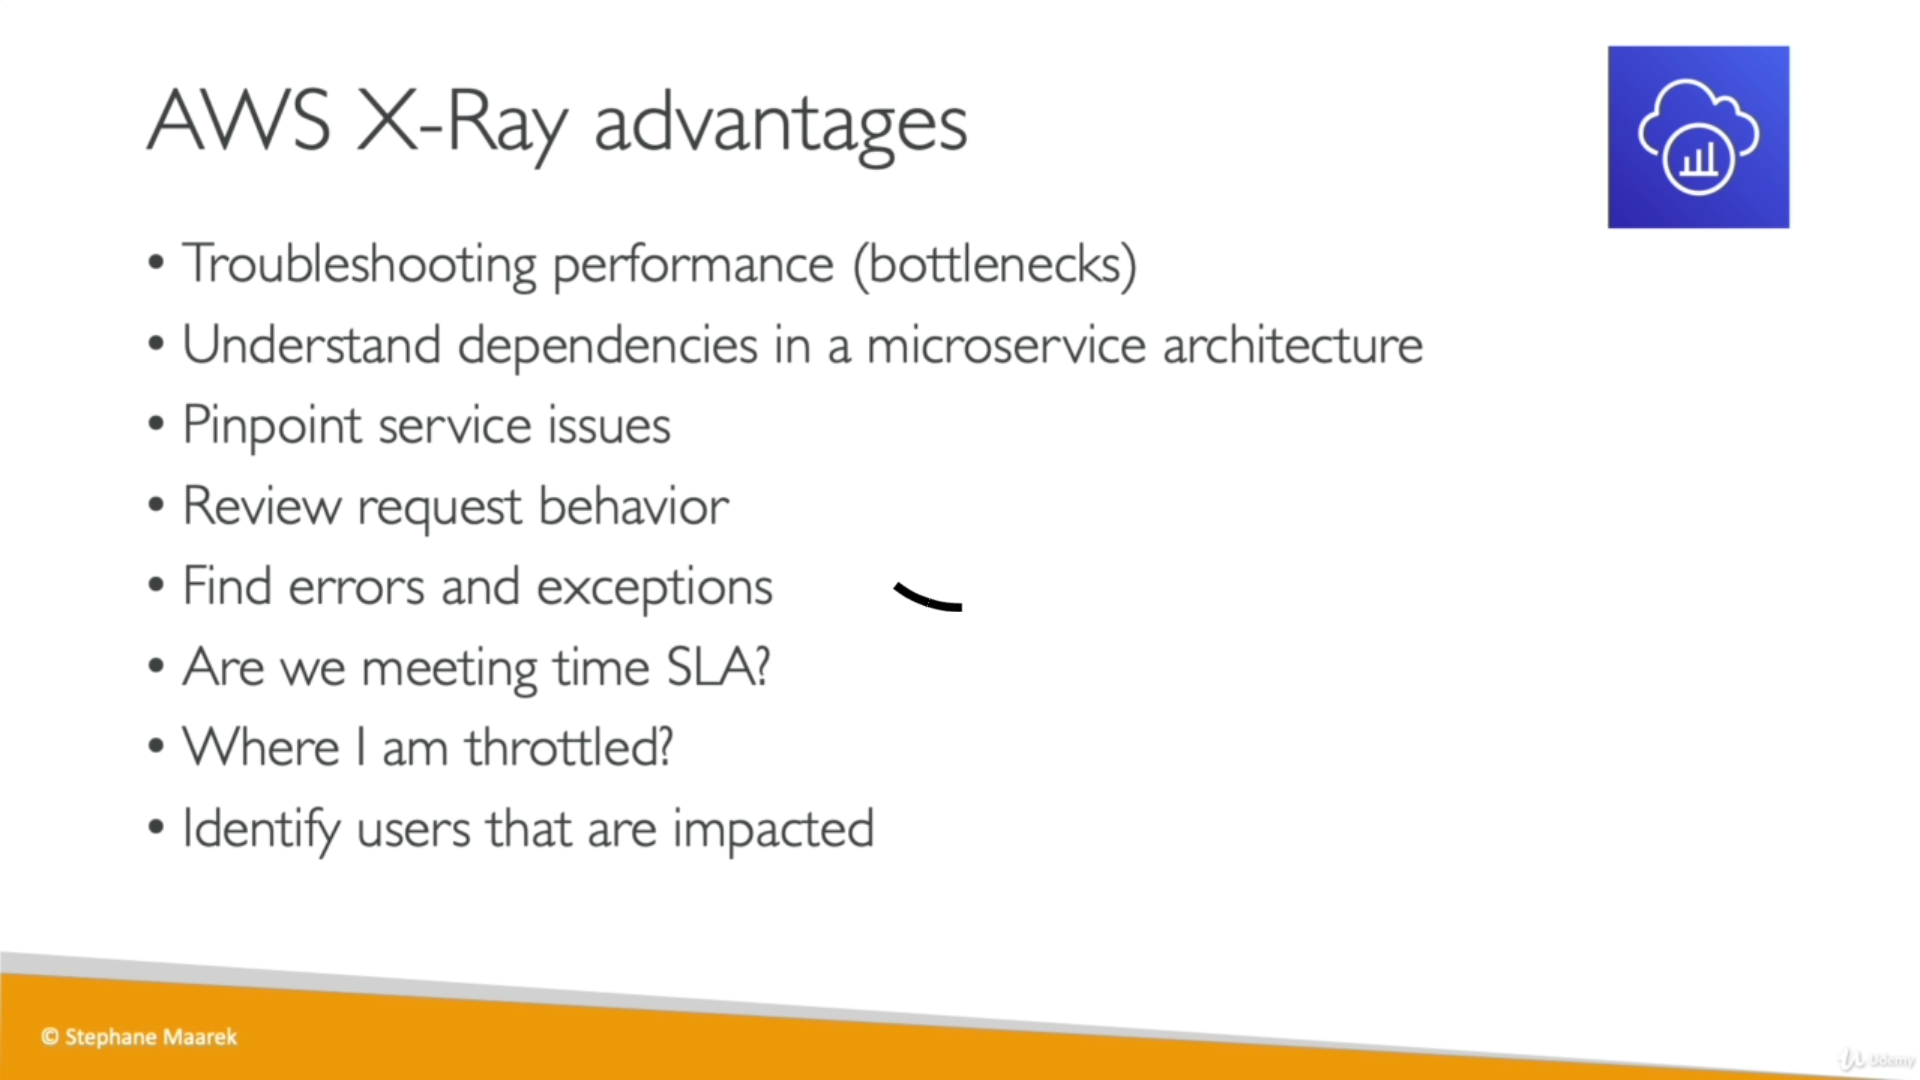 AWS X-Ray advantages
• Troubleshooting performance (bottlenecks)
• Understand dependencies in a microservice architecture
• Pinpoint service issues
• Review request behavior
• Find errors and exceptions
• Are we meeting time SLA?
• Where I am throttled?
• Identify users that are impacted
© Stephane Maarek
Udemy